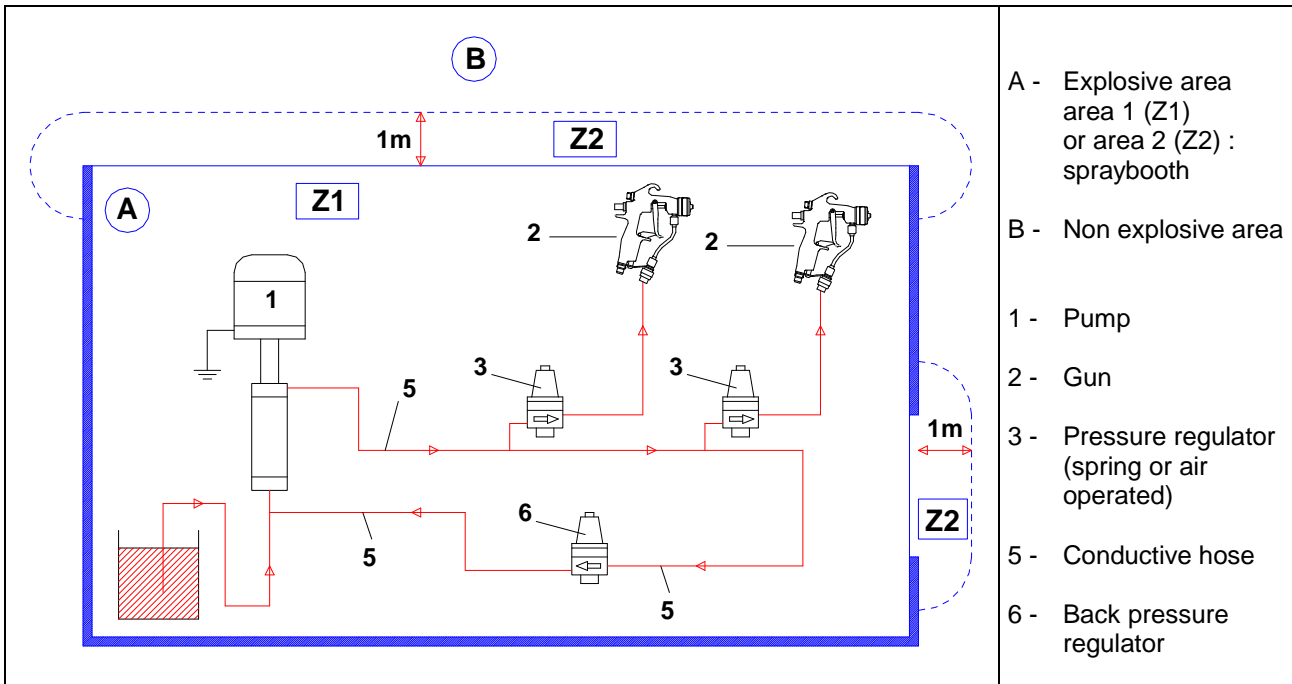 B
1m
Z2
A
Z1
2
2
1
3
3
5
1m
6
Z2
5
5
A - Explosive area
area 1 (Z1)
or area 2 (Z2) :
spraybooth
B - Non explosive area
1 - Pump
2 - Gun
3 - Pressure regulator
(spring or air
operated)
5 - Conductive hose
6 - Back pressure
regulator